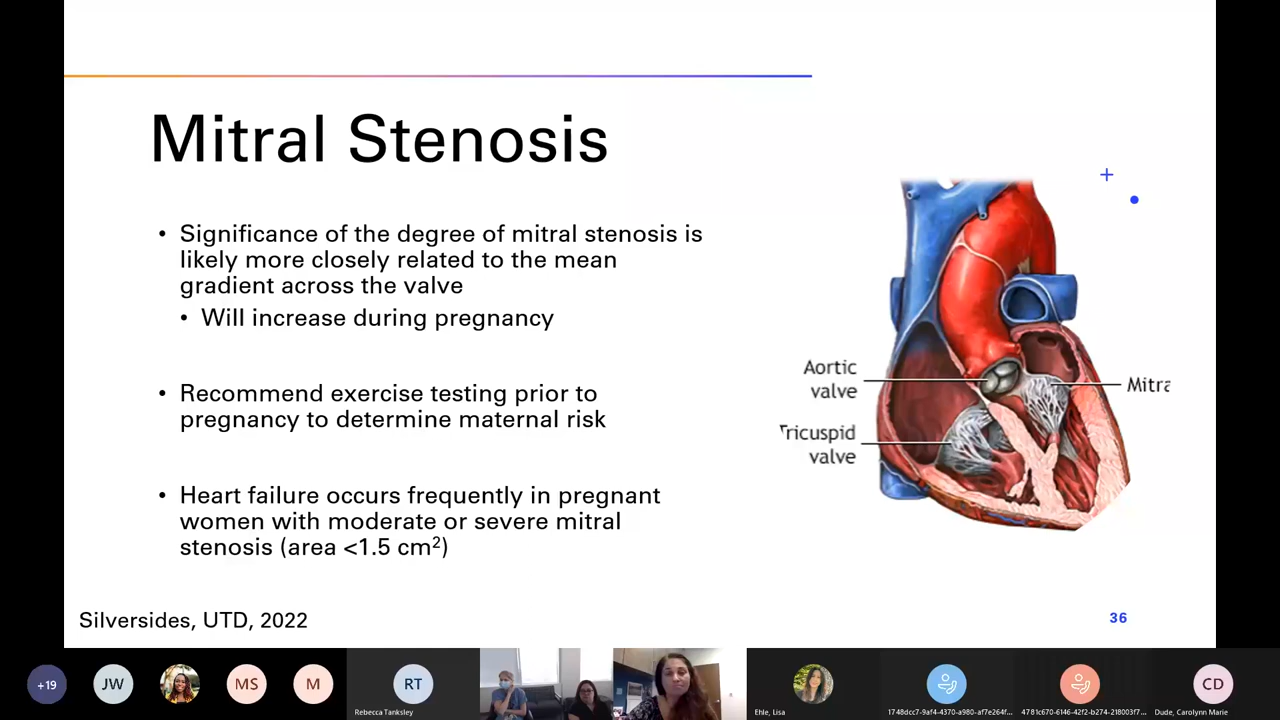 Mitral Stenosis
• Significance of the degree of mitral stenosis is
likely more closely related to the mean
gradient across the valve
• Will increase during pregnancy
• Recommend exercise testing prior to
pregnancy to determine maternal risk
• Heart failure occurs frequently in pregnant
women with moderate or severe mitral
stenosis (area <1.5 cm²)
Aortic
valve
Mitra
Tricuspid
valve
Silversides, UTD, 2022
36
+19
JW
MS
M
RT
Rebecca Tanksley
Ehle, Lisa
1748dcc7-9af4-4370-a980-af7e264f...
4781c670-6146-42f2-b274-218003f7...
CD
Dude, Carolynn Marie